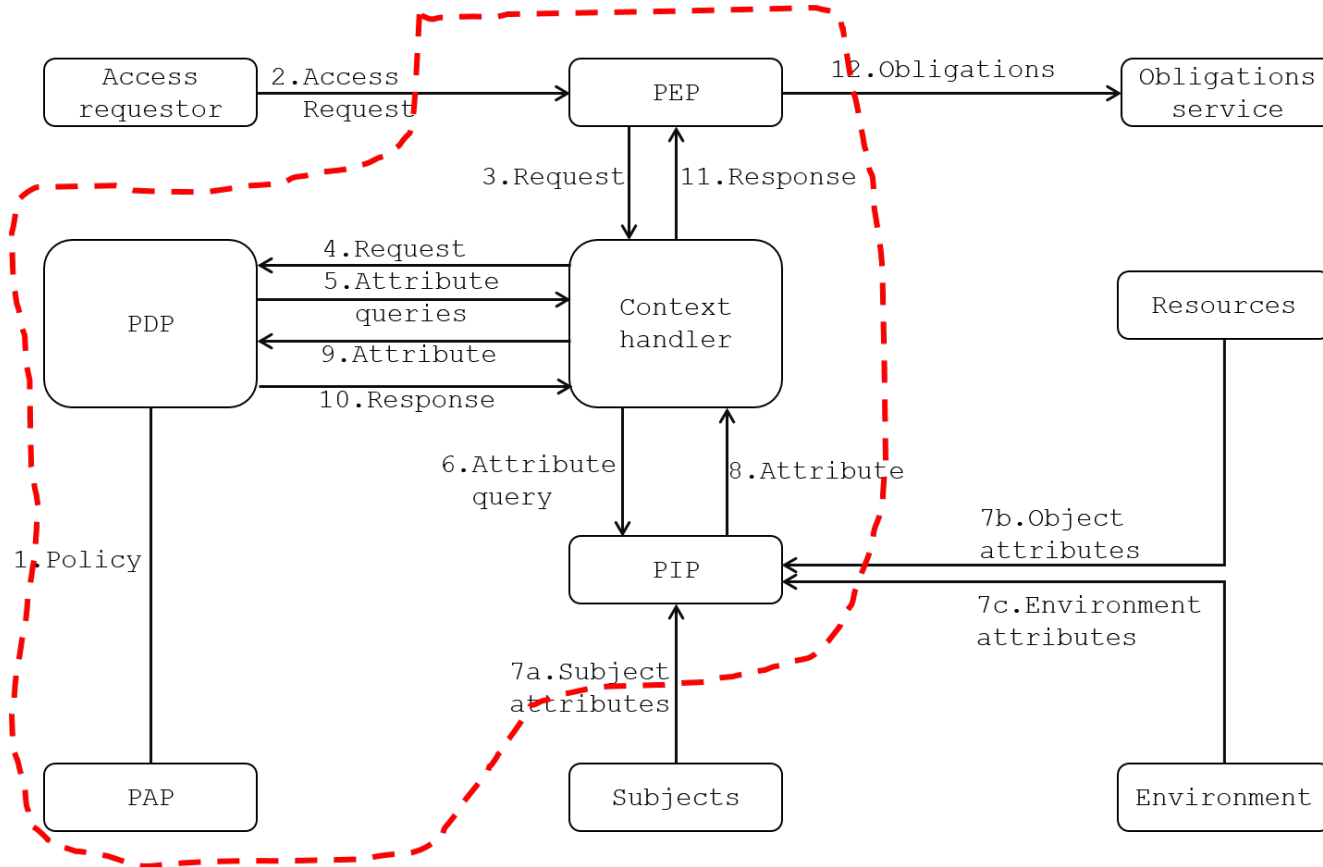 Access
requestor
2.Access
Request
PEP
12.Obligations
Obligations
service
3.Request
11.Response
PDP
4.Request
5.Attribute
queries
9.Attribute
10.Response
Context
handler
Resources
6.Attribute
query
8.Attribute
1.Policy
PIP
7b.Object
attributes
7c.Environment
attributes
7a.Subject
attributes
PAP
Subjects
Environment